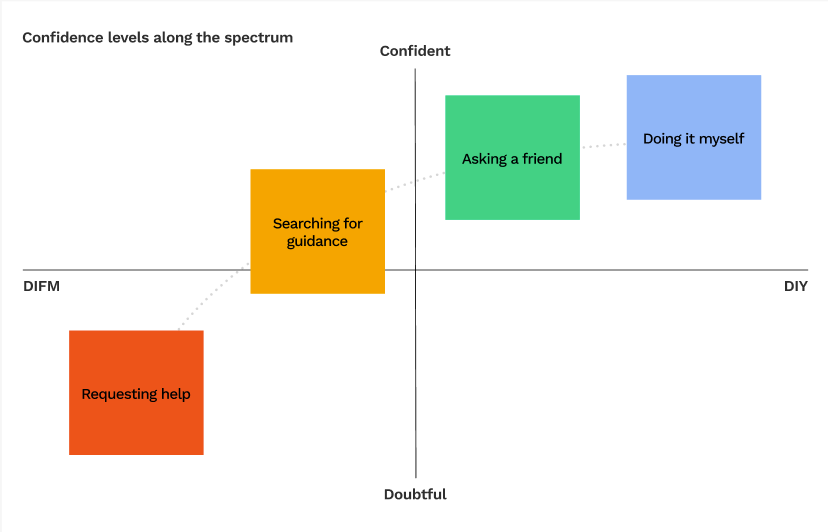 Confidence levels along the spectrum
Confident
Doing it myself
Asking a friend
Searching for
guidance
DIFM
DIY
Requesting help
Doubtful